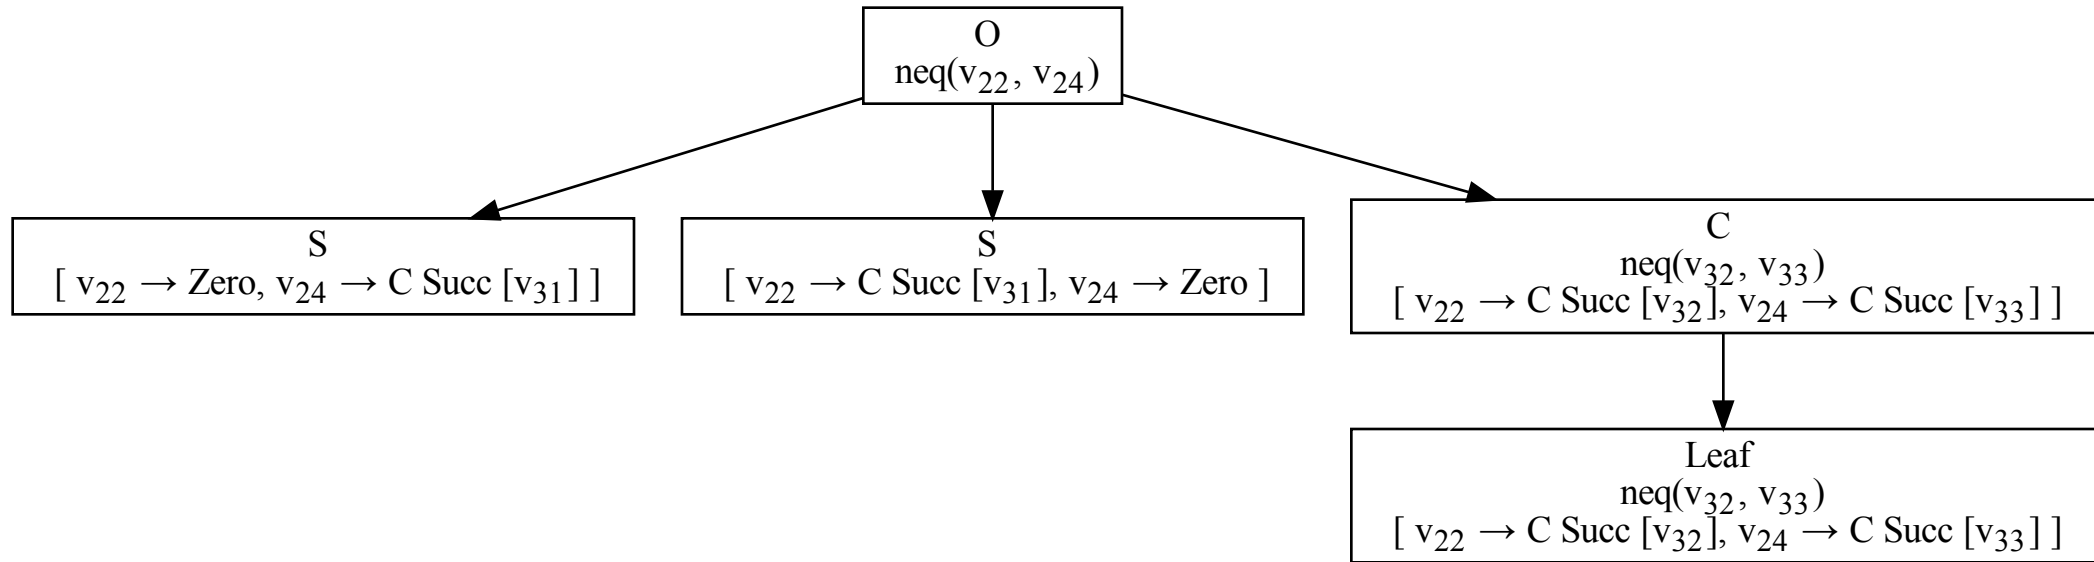 O
neq(v₂₂, v₂₄)
S
[ v₂₂ → Zero, v₂₄ → C Succ [v₃₁] ]
S
[ v₂₂ → C Succ [v₃₁], v₂₄ → Zero ]
C
neq(v₃₂, v₃₃)
[ v₂₂ → C Succ [v₃₂], v₂₄ → C Succ [v₃₃] ]
Leaf
neq(v₃₂, v₃₃)
[ v₂₂ → C Succ [v₃₂], v₂₄ → C Succ [v₃₃] ]